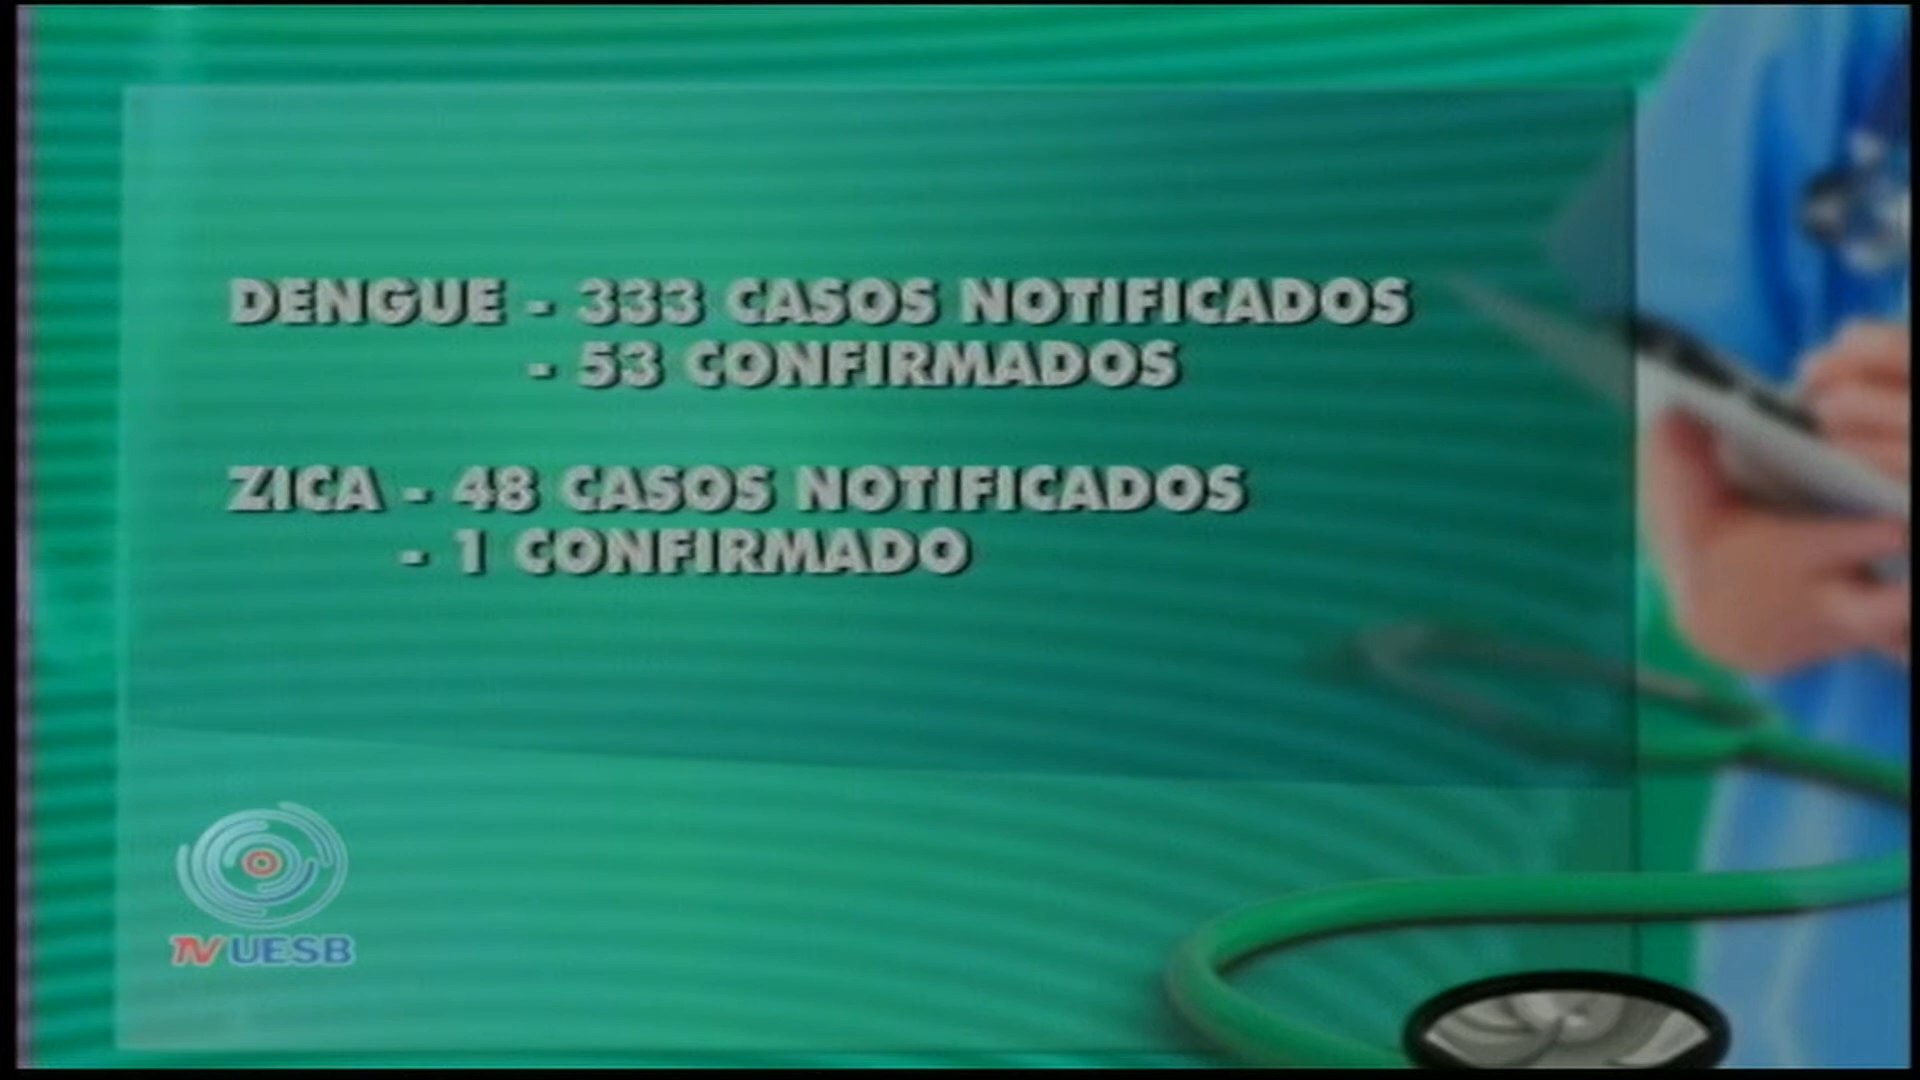 DENGUE - 333 CASOS NOTIFICADOS
- 53 CONFIRMADOS
ZICA - 48 CASOS NOTIFICADOS
- 1 CONFIRMADO
TV UESB